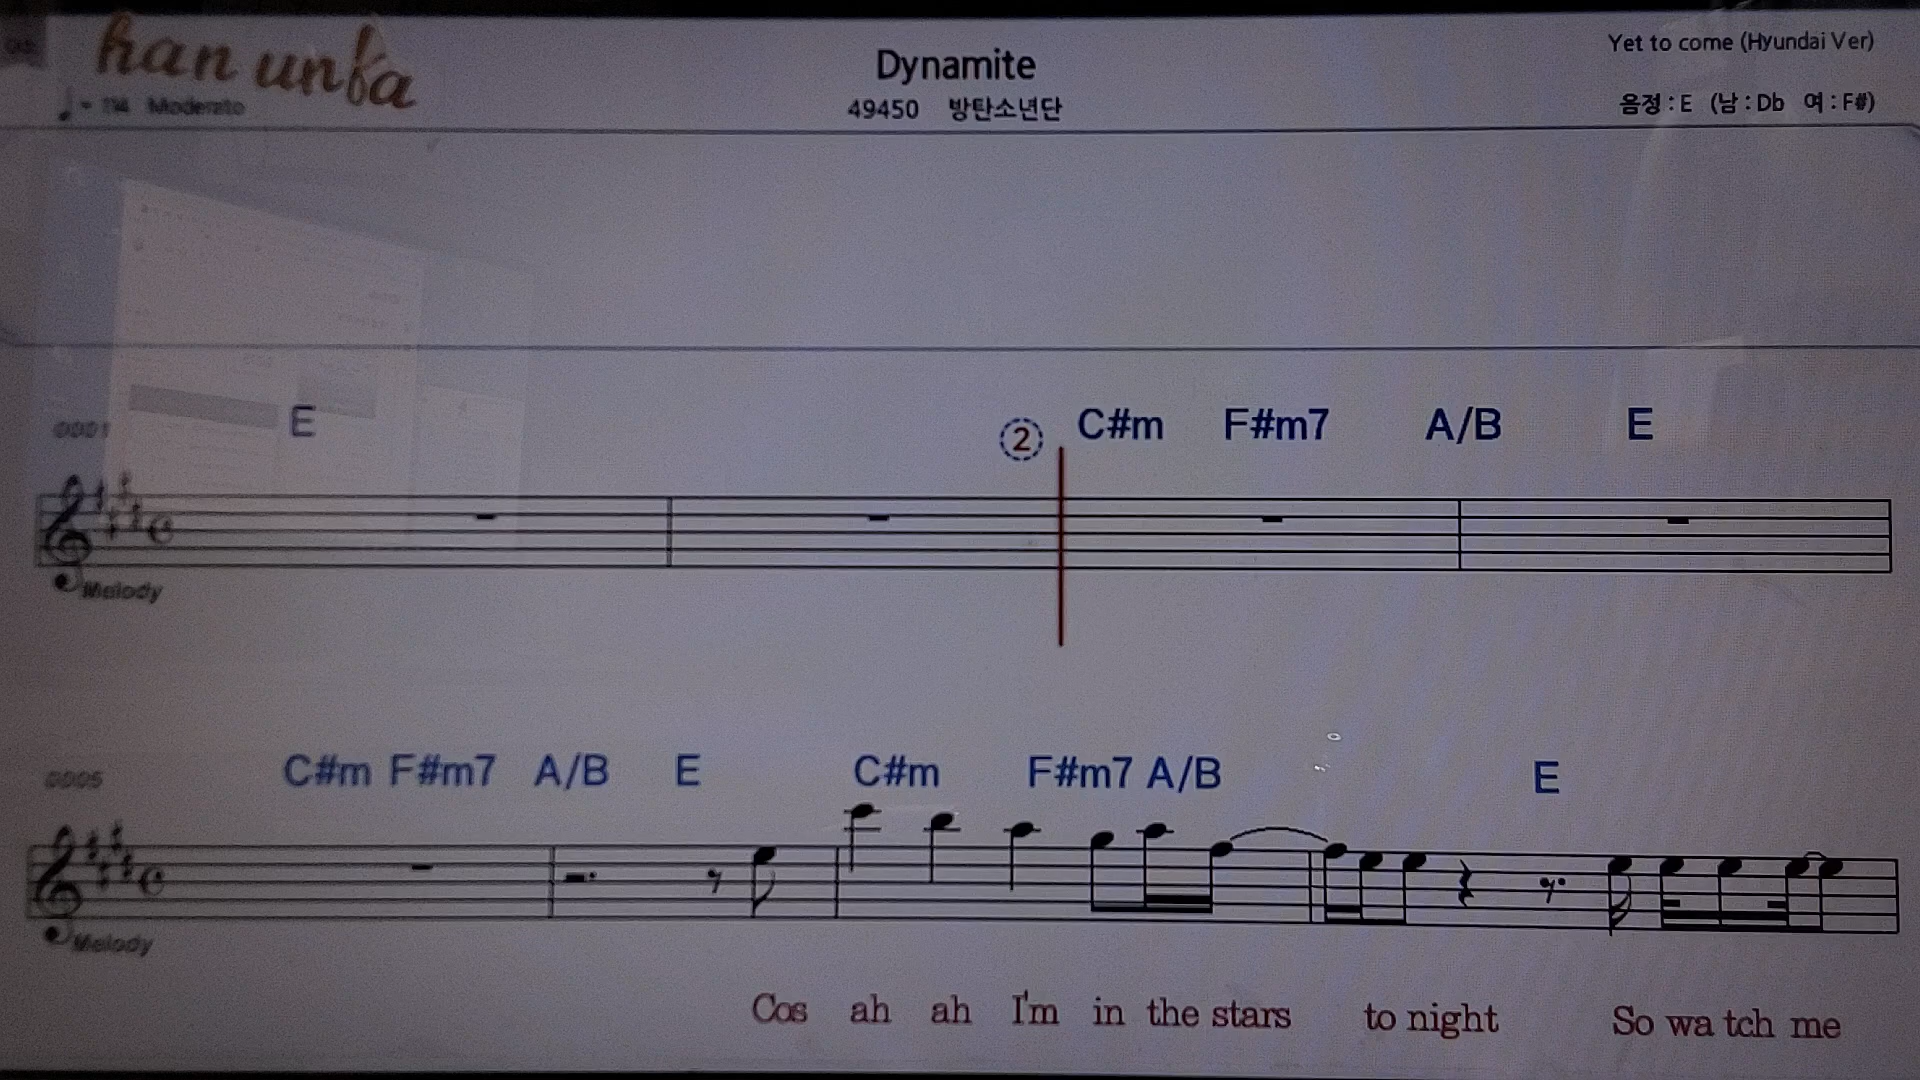 han unfa
Dynamite
Yet to come (Hyundai Ver)
♩= 114 Moderato
49450 방탄소년단
음정 : E (남 : Db 여 : F#)
0001 E ② C#m F#m7 A/B E
Melody
0005 C#m F#m7 A/B E C#m F#m7 A/B E
Melody
Cos ah ah I'm in the stars to night So wa tch me